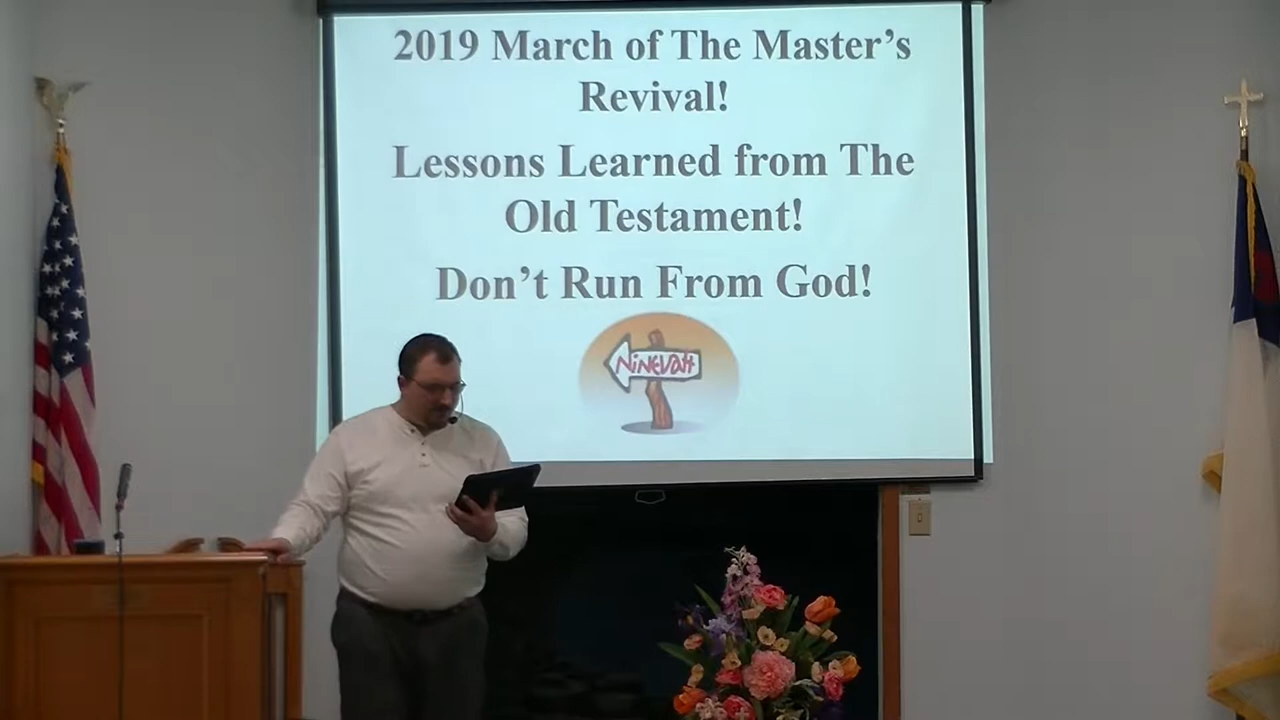 2019 March of The Master's
Revival!
Lessons Learned from The
Old Testament!
Don't Run From God!
NiNEVaH